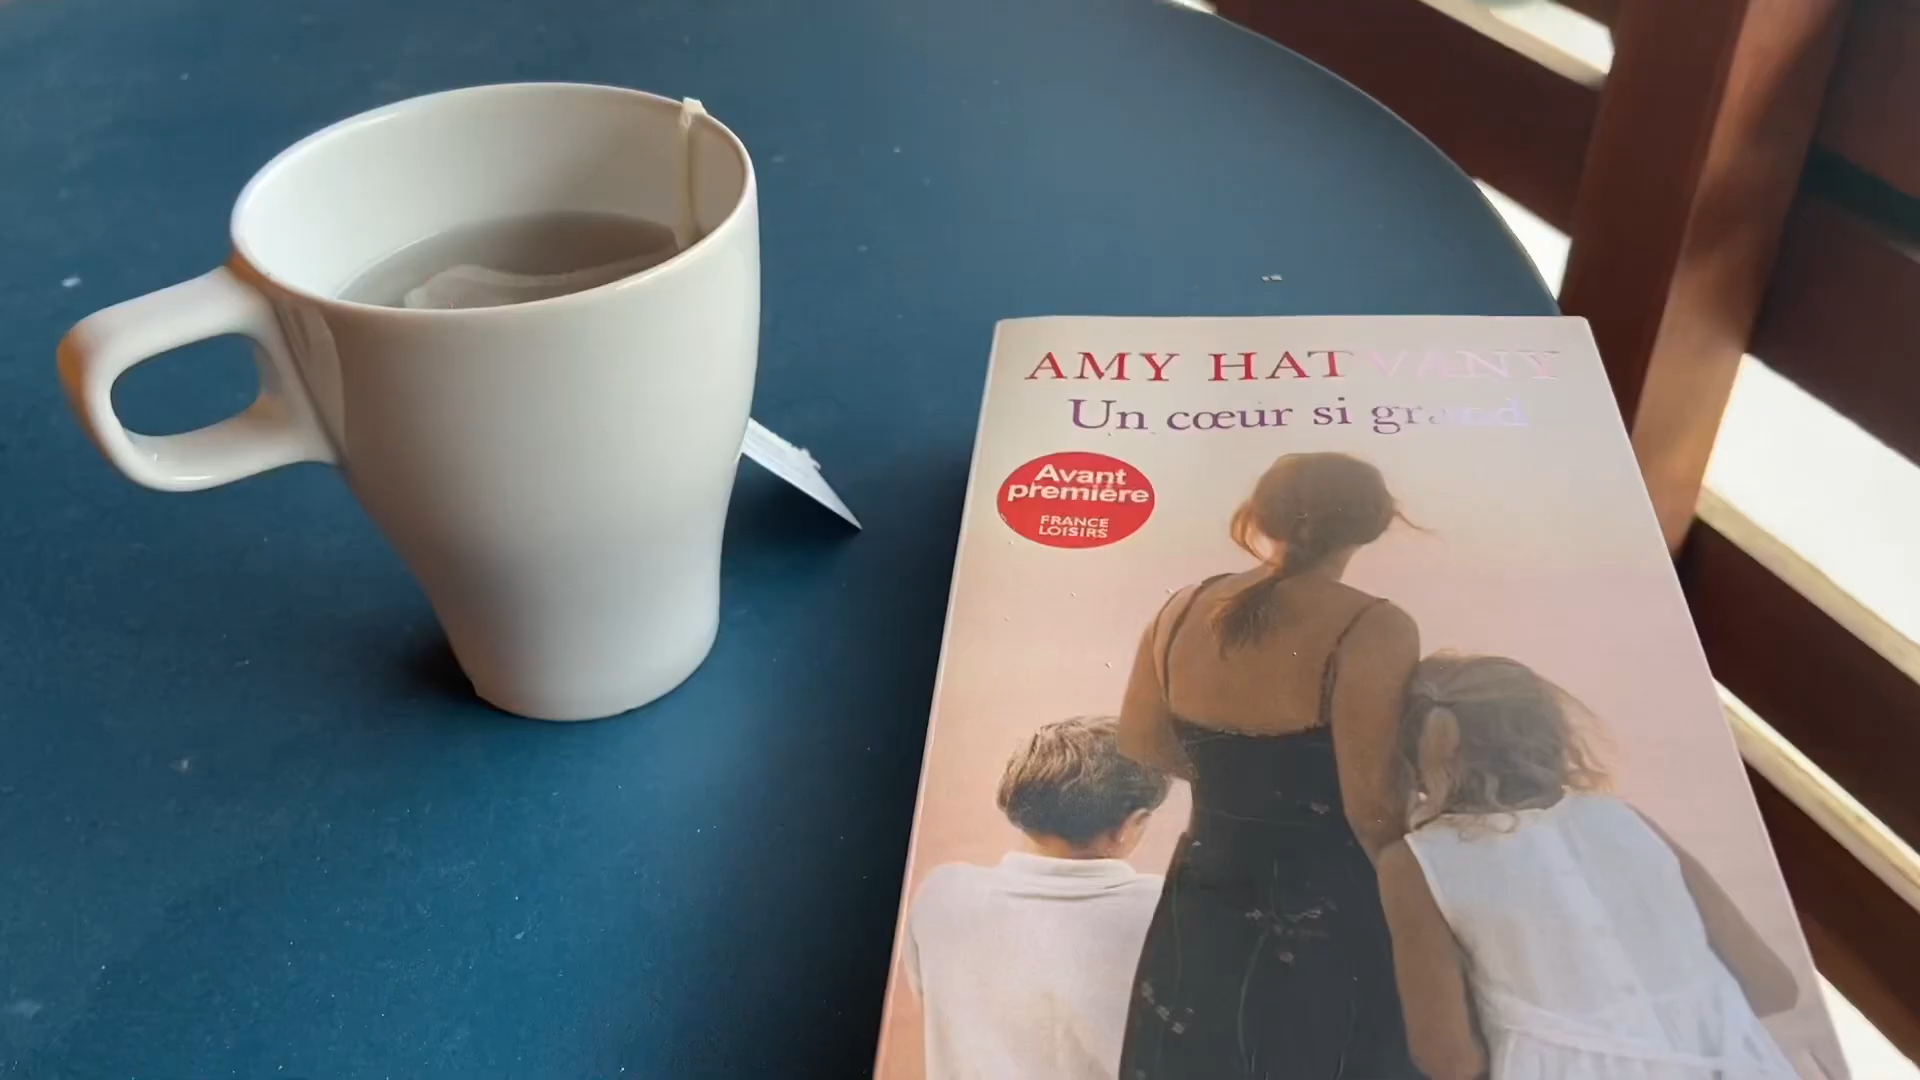 AMY HATVANY
Un cœur si grand
Avant
première
FRANCE
LOISIRS